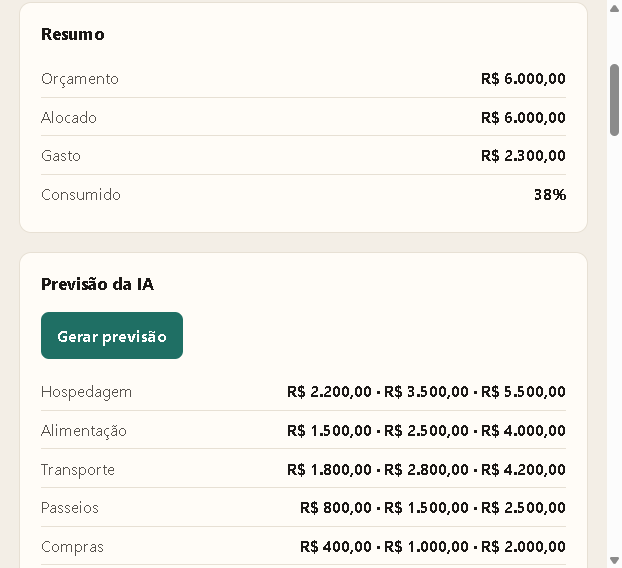 Resumo
Orçamento R$ 6.000,00
Alocado R$ 6.000,00
Gasto R$ 2.300,00
Consumido 38%
Previsão da IA
Gerar previsão
Hospedagem R$ 2.200,00 · R$ 3.500,00 · R$ 5.500,00
Alimentação R$ 1.500,00 · R$ 2.500,00 · R$ 4.000,00
Transporte R$ 1.800,00 · R$ 2.800,00 · R$ 4.200,00
Passeios R$ 800,00 · R$ 1.500,00 · R$ 2.500,00
Compras R$ 400,00 · R$ 1.000,00 · R$ 2.000,00